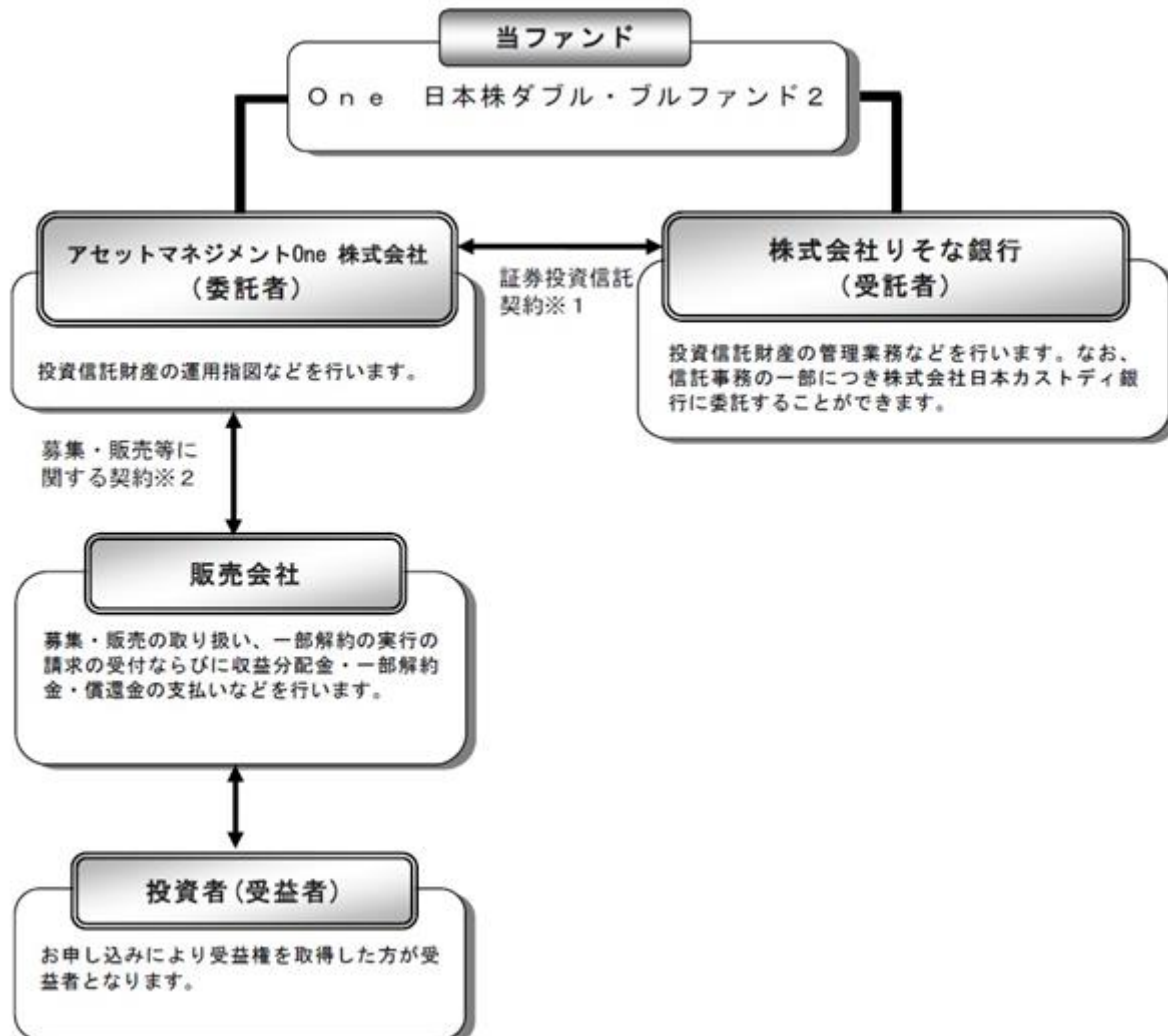 当ファンド
Ｏｎｅ　日本株ダブル・ブルファンド２
アセットマネジメントOne 株式会社
（委託者）
投資信託財産の運用指図などを行います。
証券投資信託
契約※１
株式会社りそな銀行
（受託者）
投資信託財産の管理業務などを行います。なお、
信託事務の一部につき株式会社日本カストディ銀
行に委託することができます。
募集・販売等に
関する契約※２
販売会社
募集・販売の取り扱い、一部解約の実行の
請求の受付ならびに収益分配金・一部解約
金・償還金の支払いなどを行います。
投資者(受益者)
お申し込みにより受益権を取得した方が受
益者となります。